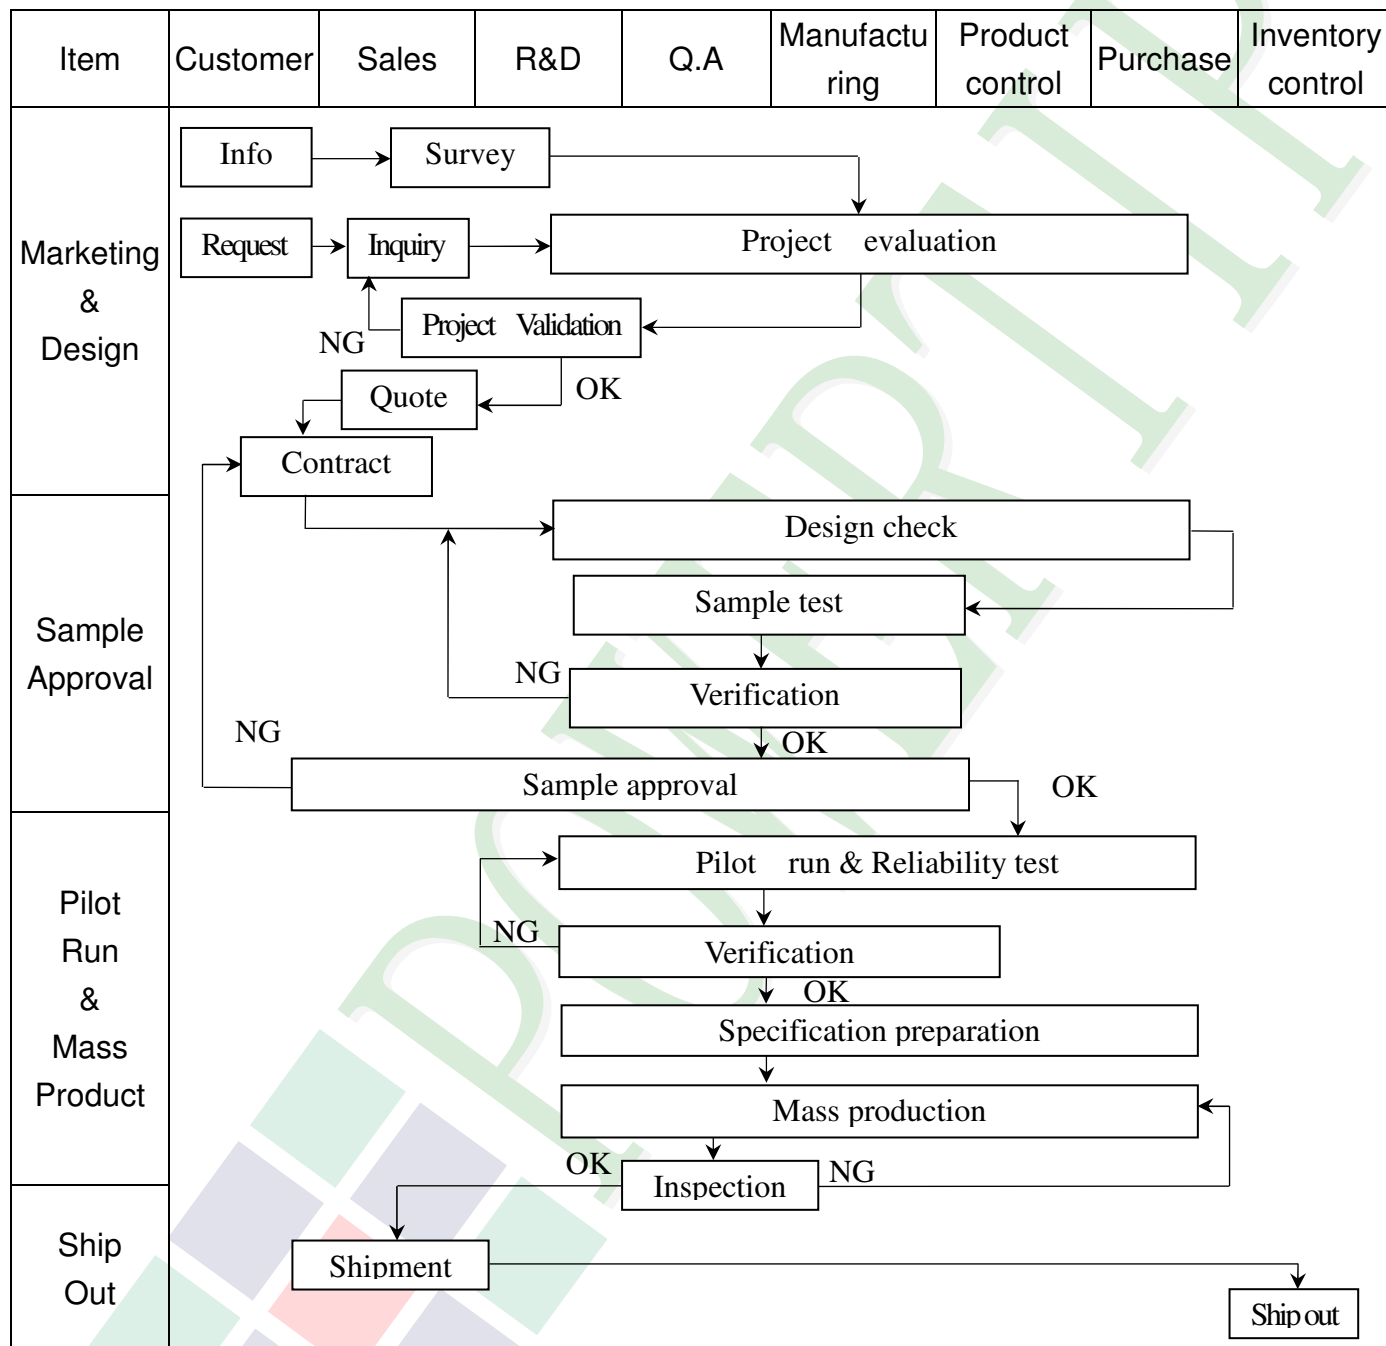 Item Customer Sales R&D Q.A Manufactu Product Purchase Inventory
ring control control
Info Survey
Request Inquiry Project evaluation
Marketing
&
Design
Project Validation
NG
OK
Quote
Contract
Design check
Sample test
Sample
Approval
NG
Verification
NG
OK
Sample approval
OK
Pilot run & Reliability test
Pilot
Run
&
Mass
Product
NG
Verification
OK
Specification preparation
Mass production
OK
NG
Inspection
Ship
Out
Shipment
Ship out
POWERTIP